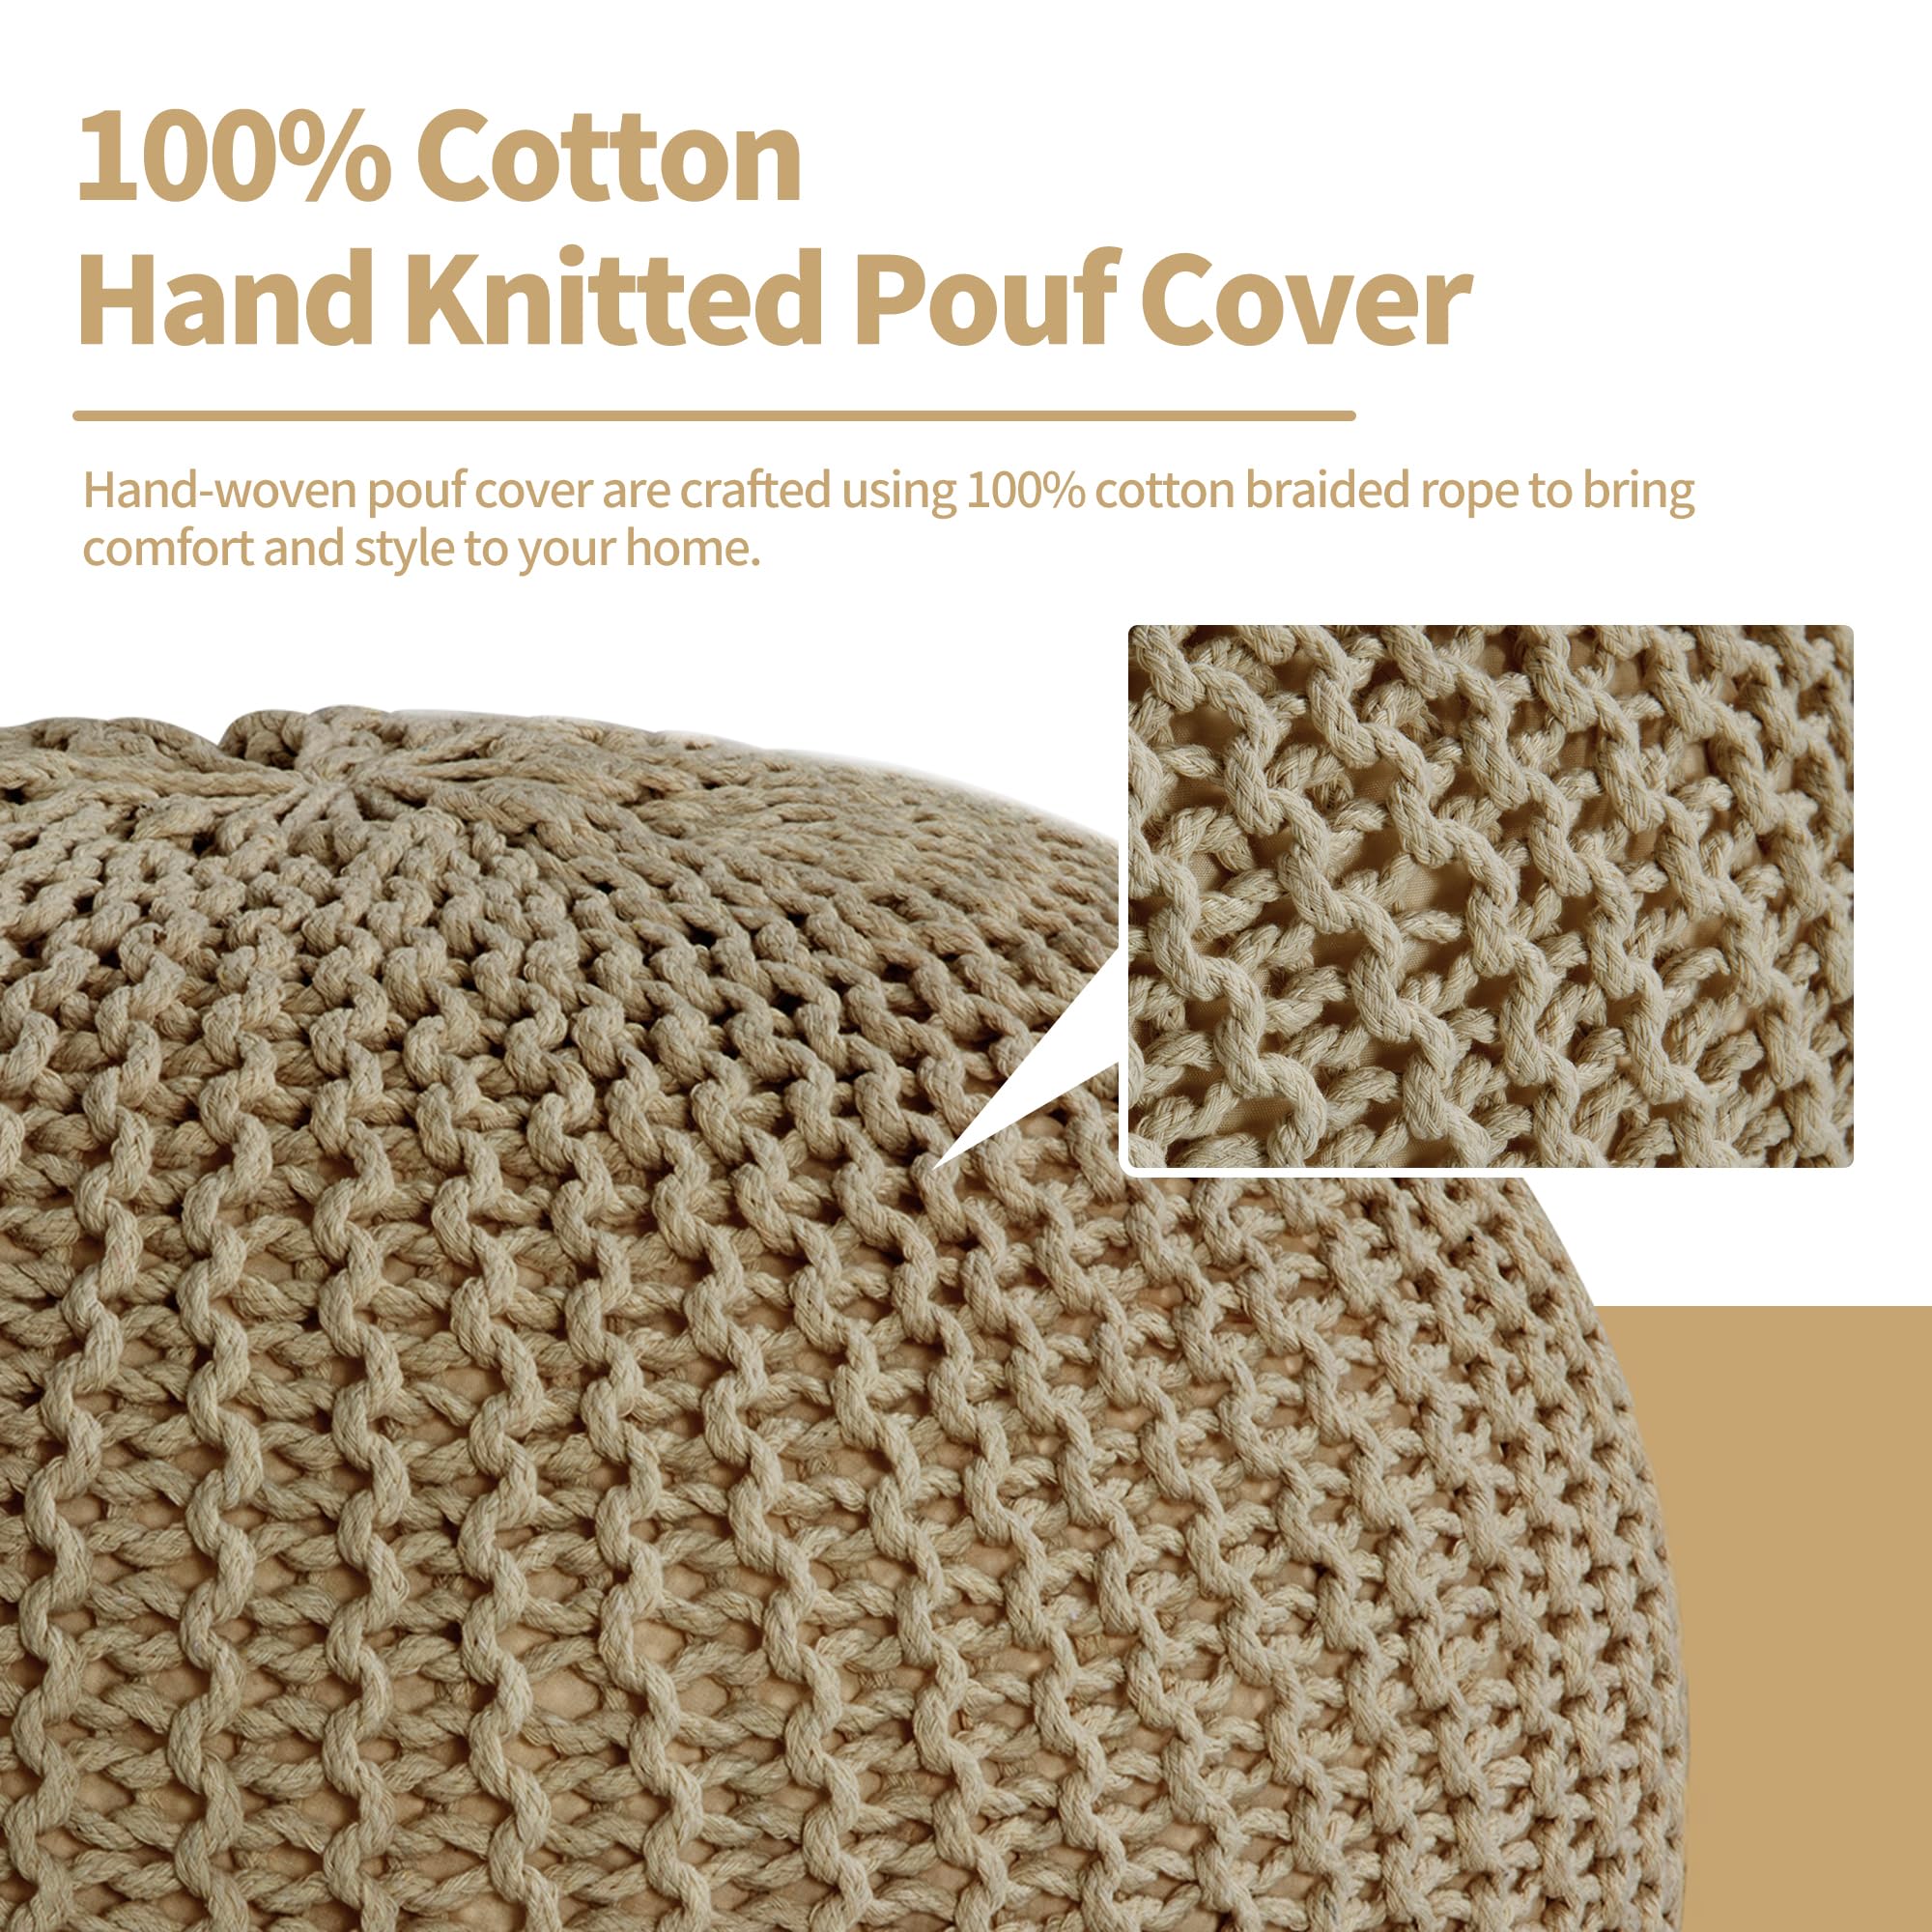 100% Cotton
Hand Knitted Pouf Cover
Hand-woven pouf cover are crafted using 100% cotton braided rope to bring
comfort and style to your home.